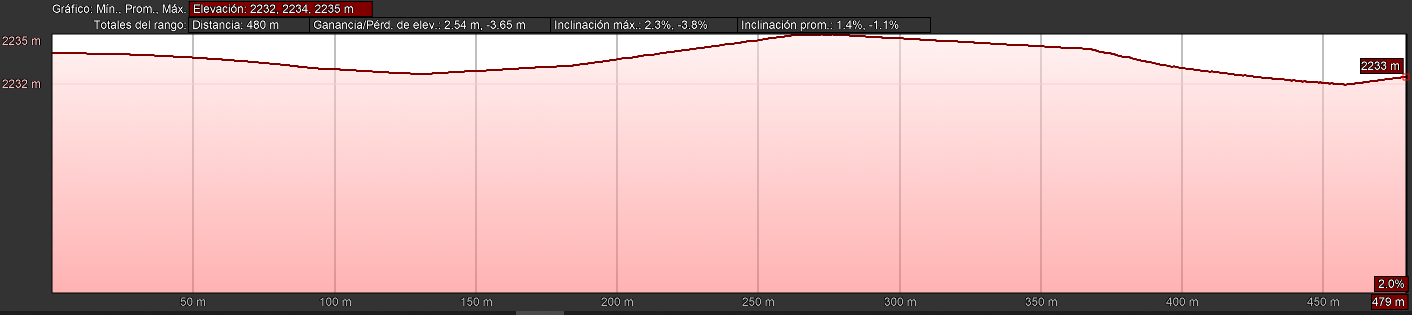 Gráfico: Mín., Prom., Máx. Elevación: 2232, 2234, 2235 m
Totales del rango: Distancia: 480 m Ganancia/Pérd. de elev.: 2.54 m, -3.65 m Inclinación máx.: 2.3%, -3.8% Inclinación prom.: 1.4%, -1.1%
2235 m
2233 m
2232 m
2.0%
50 m 100 m 150 m 200 m 250 m 300 m 350 m 400 m 450 m 479 m